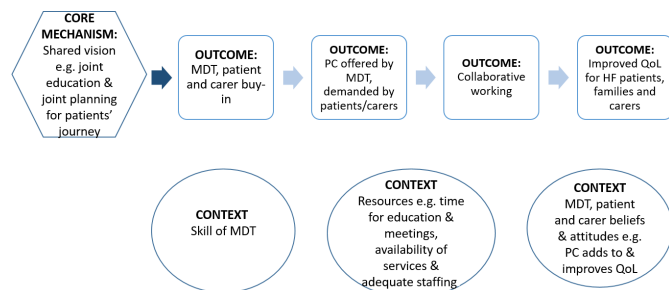 CORE
MECHANISM:
Shared vision
e.g. joint
education &
joint planning
for patients'
journey
OUTCOME:
MDT, patient
and carer buy-
in
OUTCOME:
PC offered by
MDT,
demanded by
patients/carers
OUTCOME:
Collaborative
working
OUTCOME:
Improved QoL
for HF patients,
families and
carers
CONTEXT
Skill of MDT
CONTEXT
Resources e.g. time
for education &
meetings,
availability of
services &
adequate staffing
CONTEXT
MDT, patient
and carer beliefs
& attitudes e.g.
PC adds to &
improves QoL